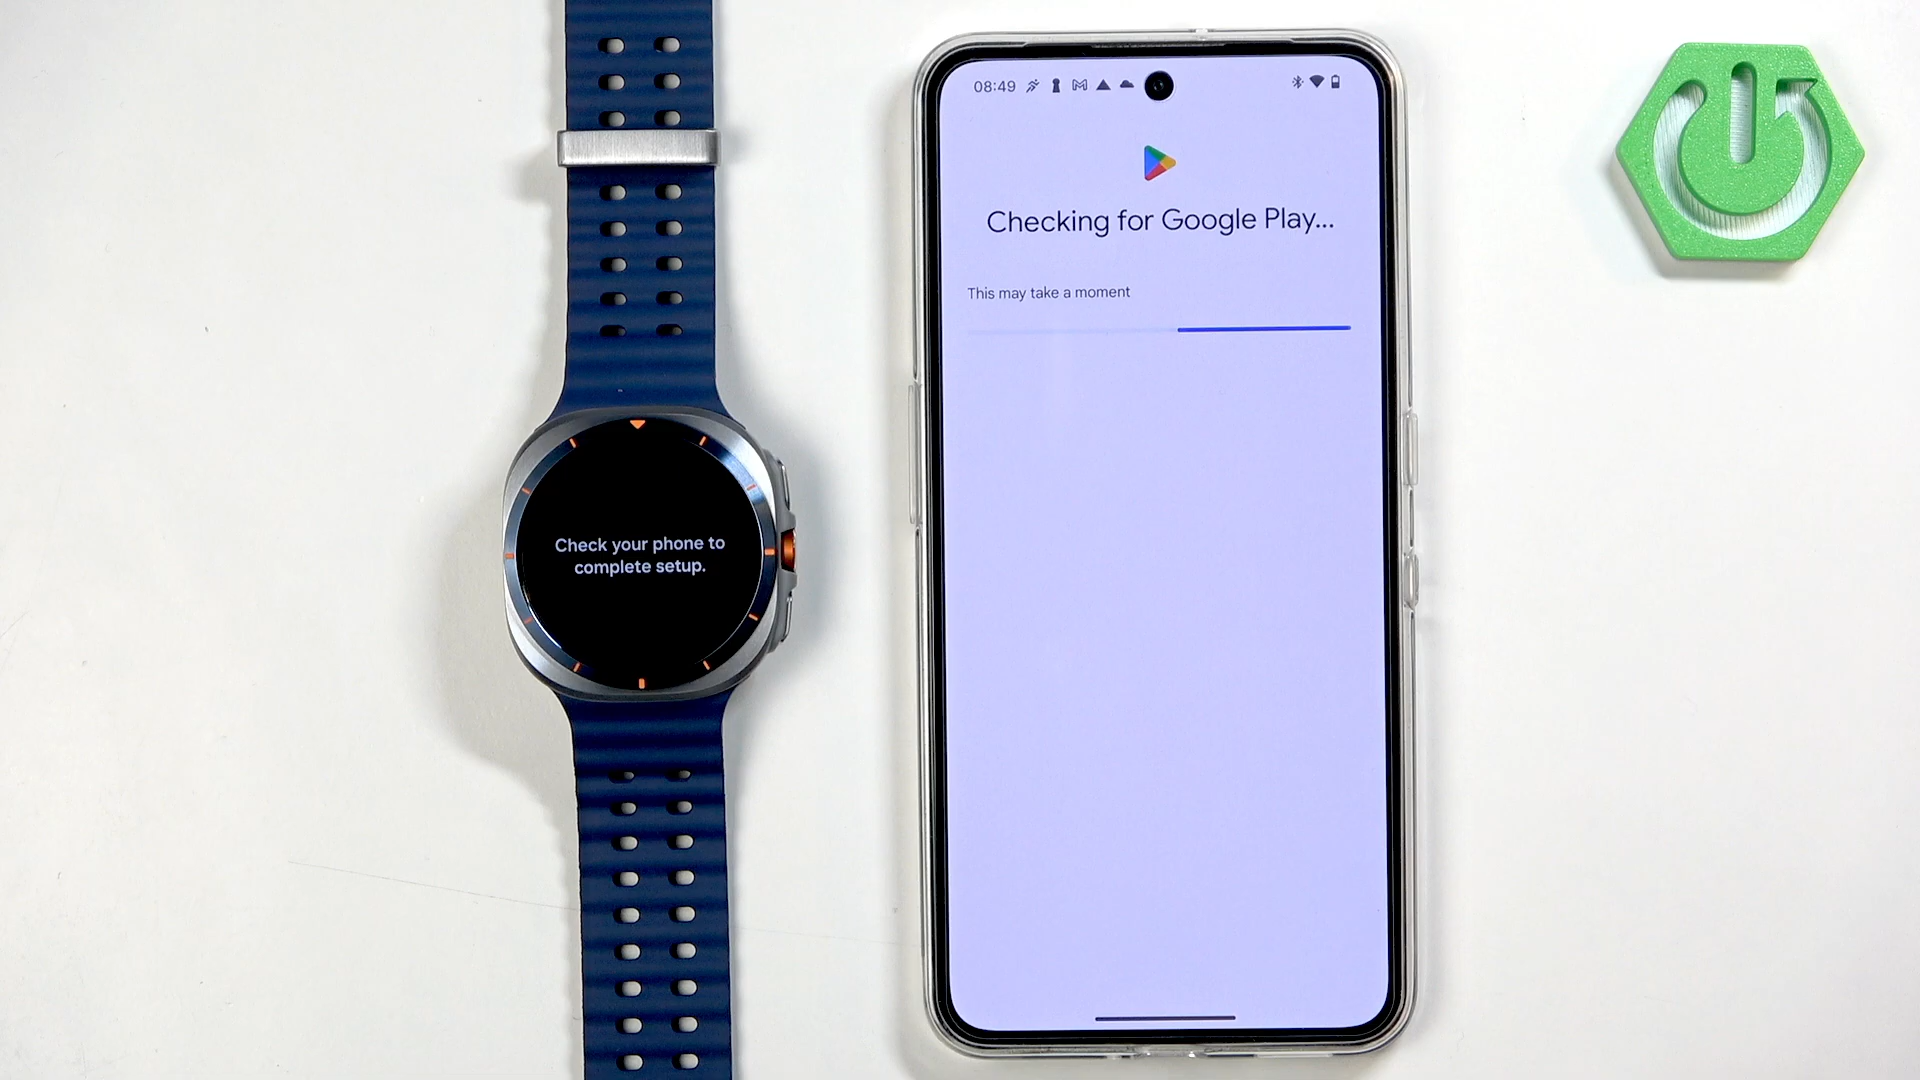 Check your phone to
complete setup.
08:49
Checking for Google Play...
This may take a moment